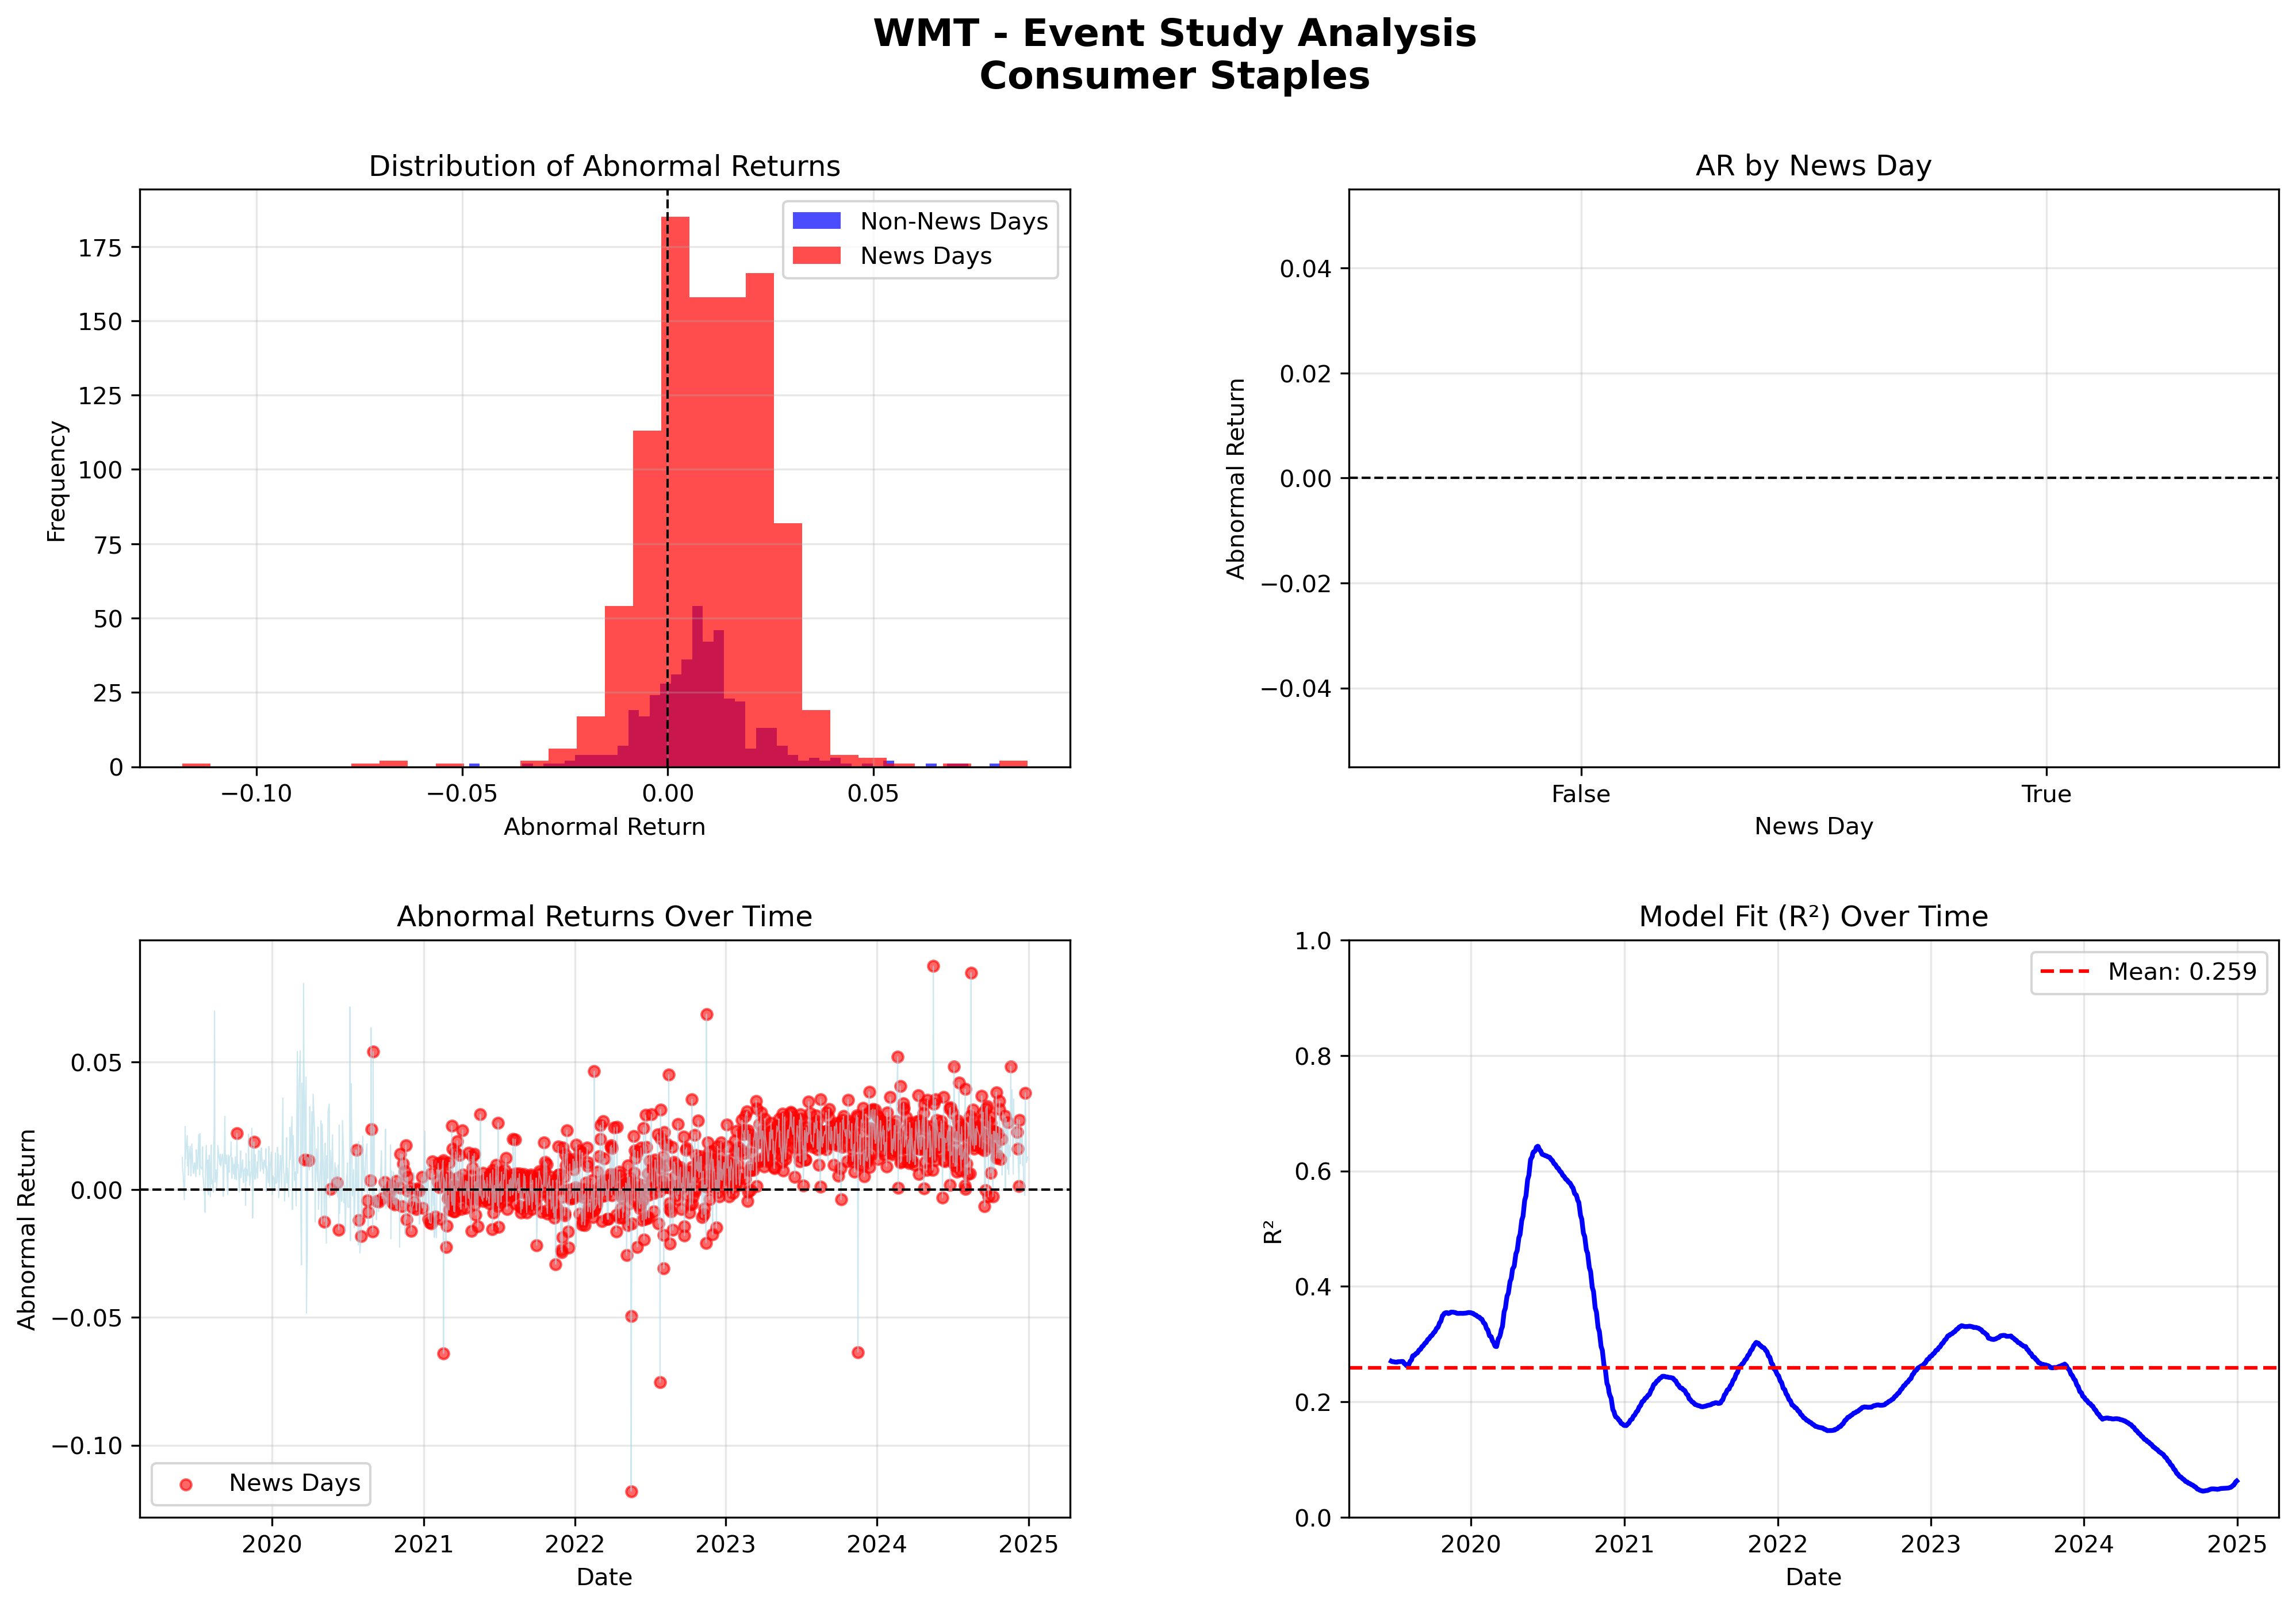 WMT - Event Study Analysis
Consumer Staples
Distribution of Abnormal Returns
Frequency
175
150
125
100
75
50
25
0
−0.10
−0.05
0.00
0.05
Abnormal Return
Non-News Days
News Days
AR by News Day
Abnormal Return
0.04
0.02
0.00
−0.02
−0.04
False
True
News Day
Abnormal Returns Over Time
Abnormal Return
0.05
0.00
−0.05
−0.10
News Days
2020
2021
2022
2023
2024
2025
Date
Model Fit (R²) Over Time
R²
1.0
0.8
0.6
0.4
0.2
0.0
Mean: 0.259
2020
2021
2022
2023
2024
2025
Date